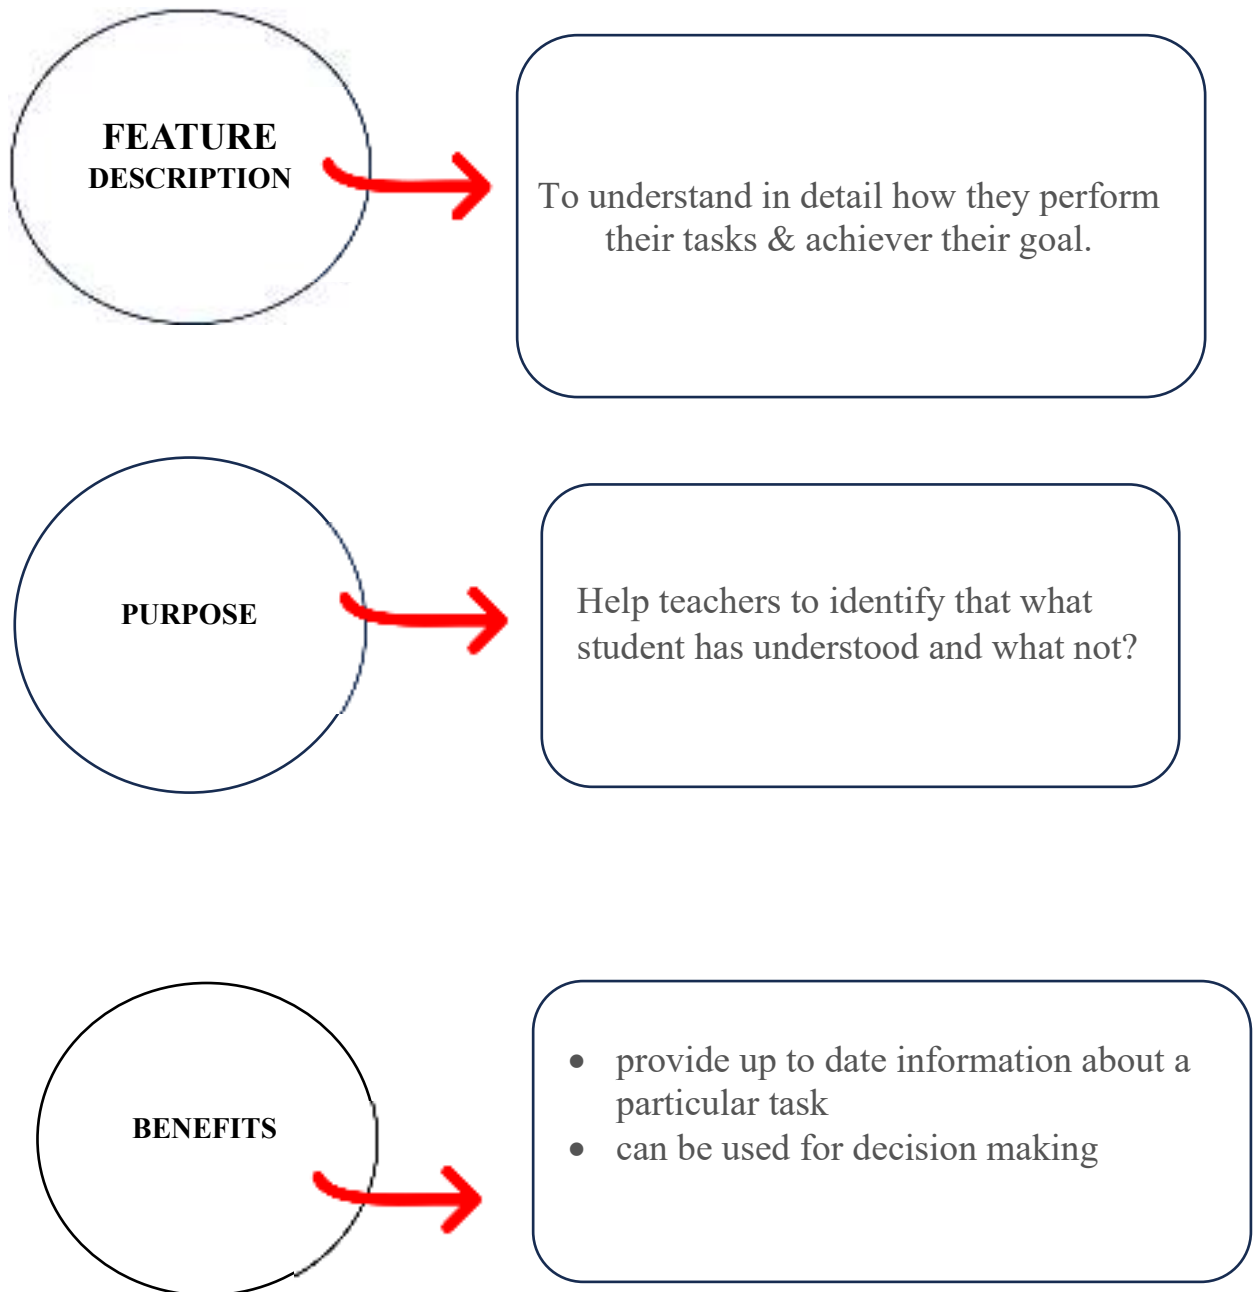 FEATURE
DESCRIPTION
To understand in detail how they perform
their tasks & achiever their goal.
PURPOSE
Help teachers to identify that what
student has understood and what not?
BENEFITS
• provide up to date information about a
particular task
• can be used for decision making